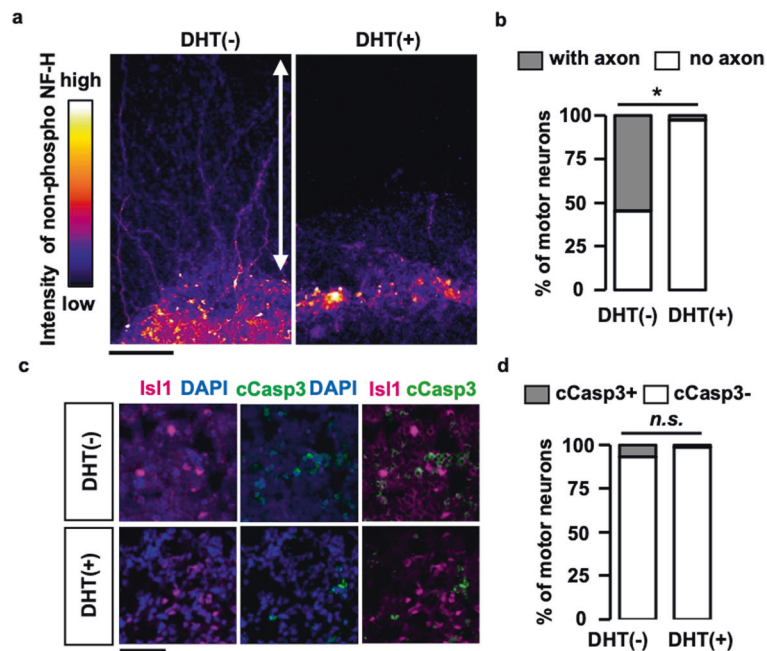 a
DHT(-) DHT(+)
high
low
Intensity of non-phospho NF-H
b
with axon no axon
*
100
75
50
25
0
% of motor neurons
DHT(-) DHT(+)
c
Isl1 DAPI cCasp3 DAPI Isl1 cCasp3
DHT(-)
DHT(+)
d
cCasp3+ cCasp3-
n.s.
100
75
50
25
0
% of motor neurons
DHT(-) DHT(+)